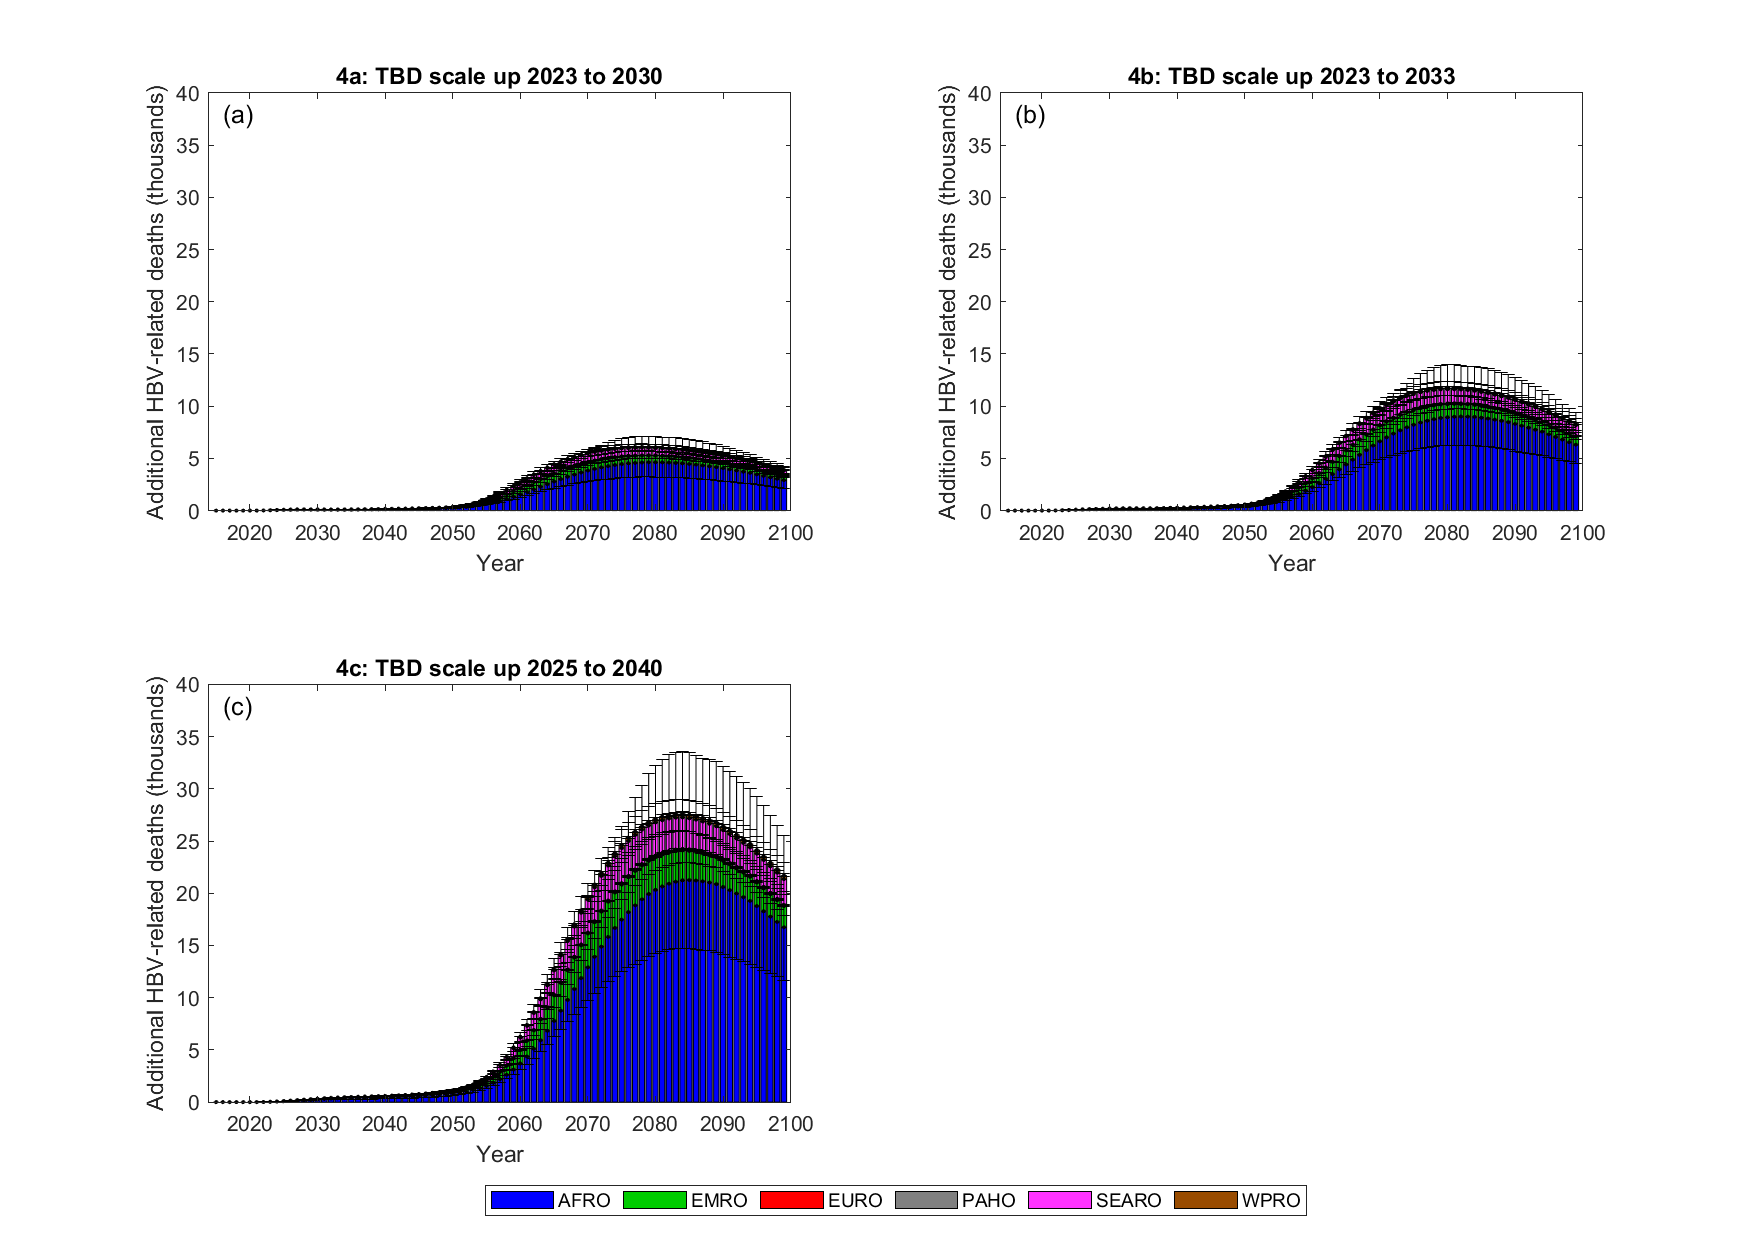 4a: TBD scale up 2023 to 2030
(a)
Additional HBV-related deaths (thousands)
40
35
30
25
20
15
10
5
0
2020 2030 2040 2050 2060 2070 2080 2090 2100
Year
4b: TBD scale up 2023 to 2033
(b)
Additional HBV-related deaths (thousands)
40
35
30
25
20
15
10
5
0
2020 2030 2040 2050 2060 2070 2080 2090 2100
Year
4c: TBD scale up 2025 to 2040
(c)
Additional HBV-related deaths (thousands)
40
35
30
25
20
15
10
5
0
2020 2030 2040 2050 2060 2070 2080 2090 2100
Year
AFRO EMRO EURO PAHO SEARO WPRO